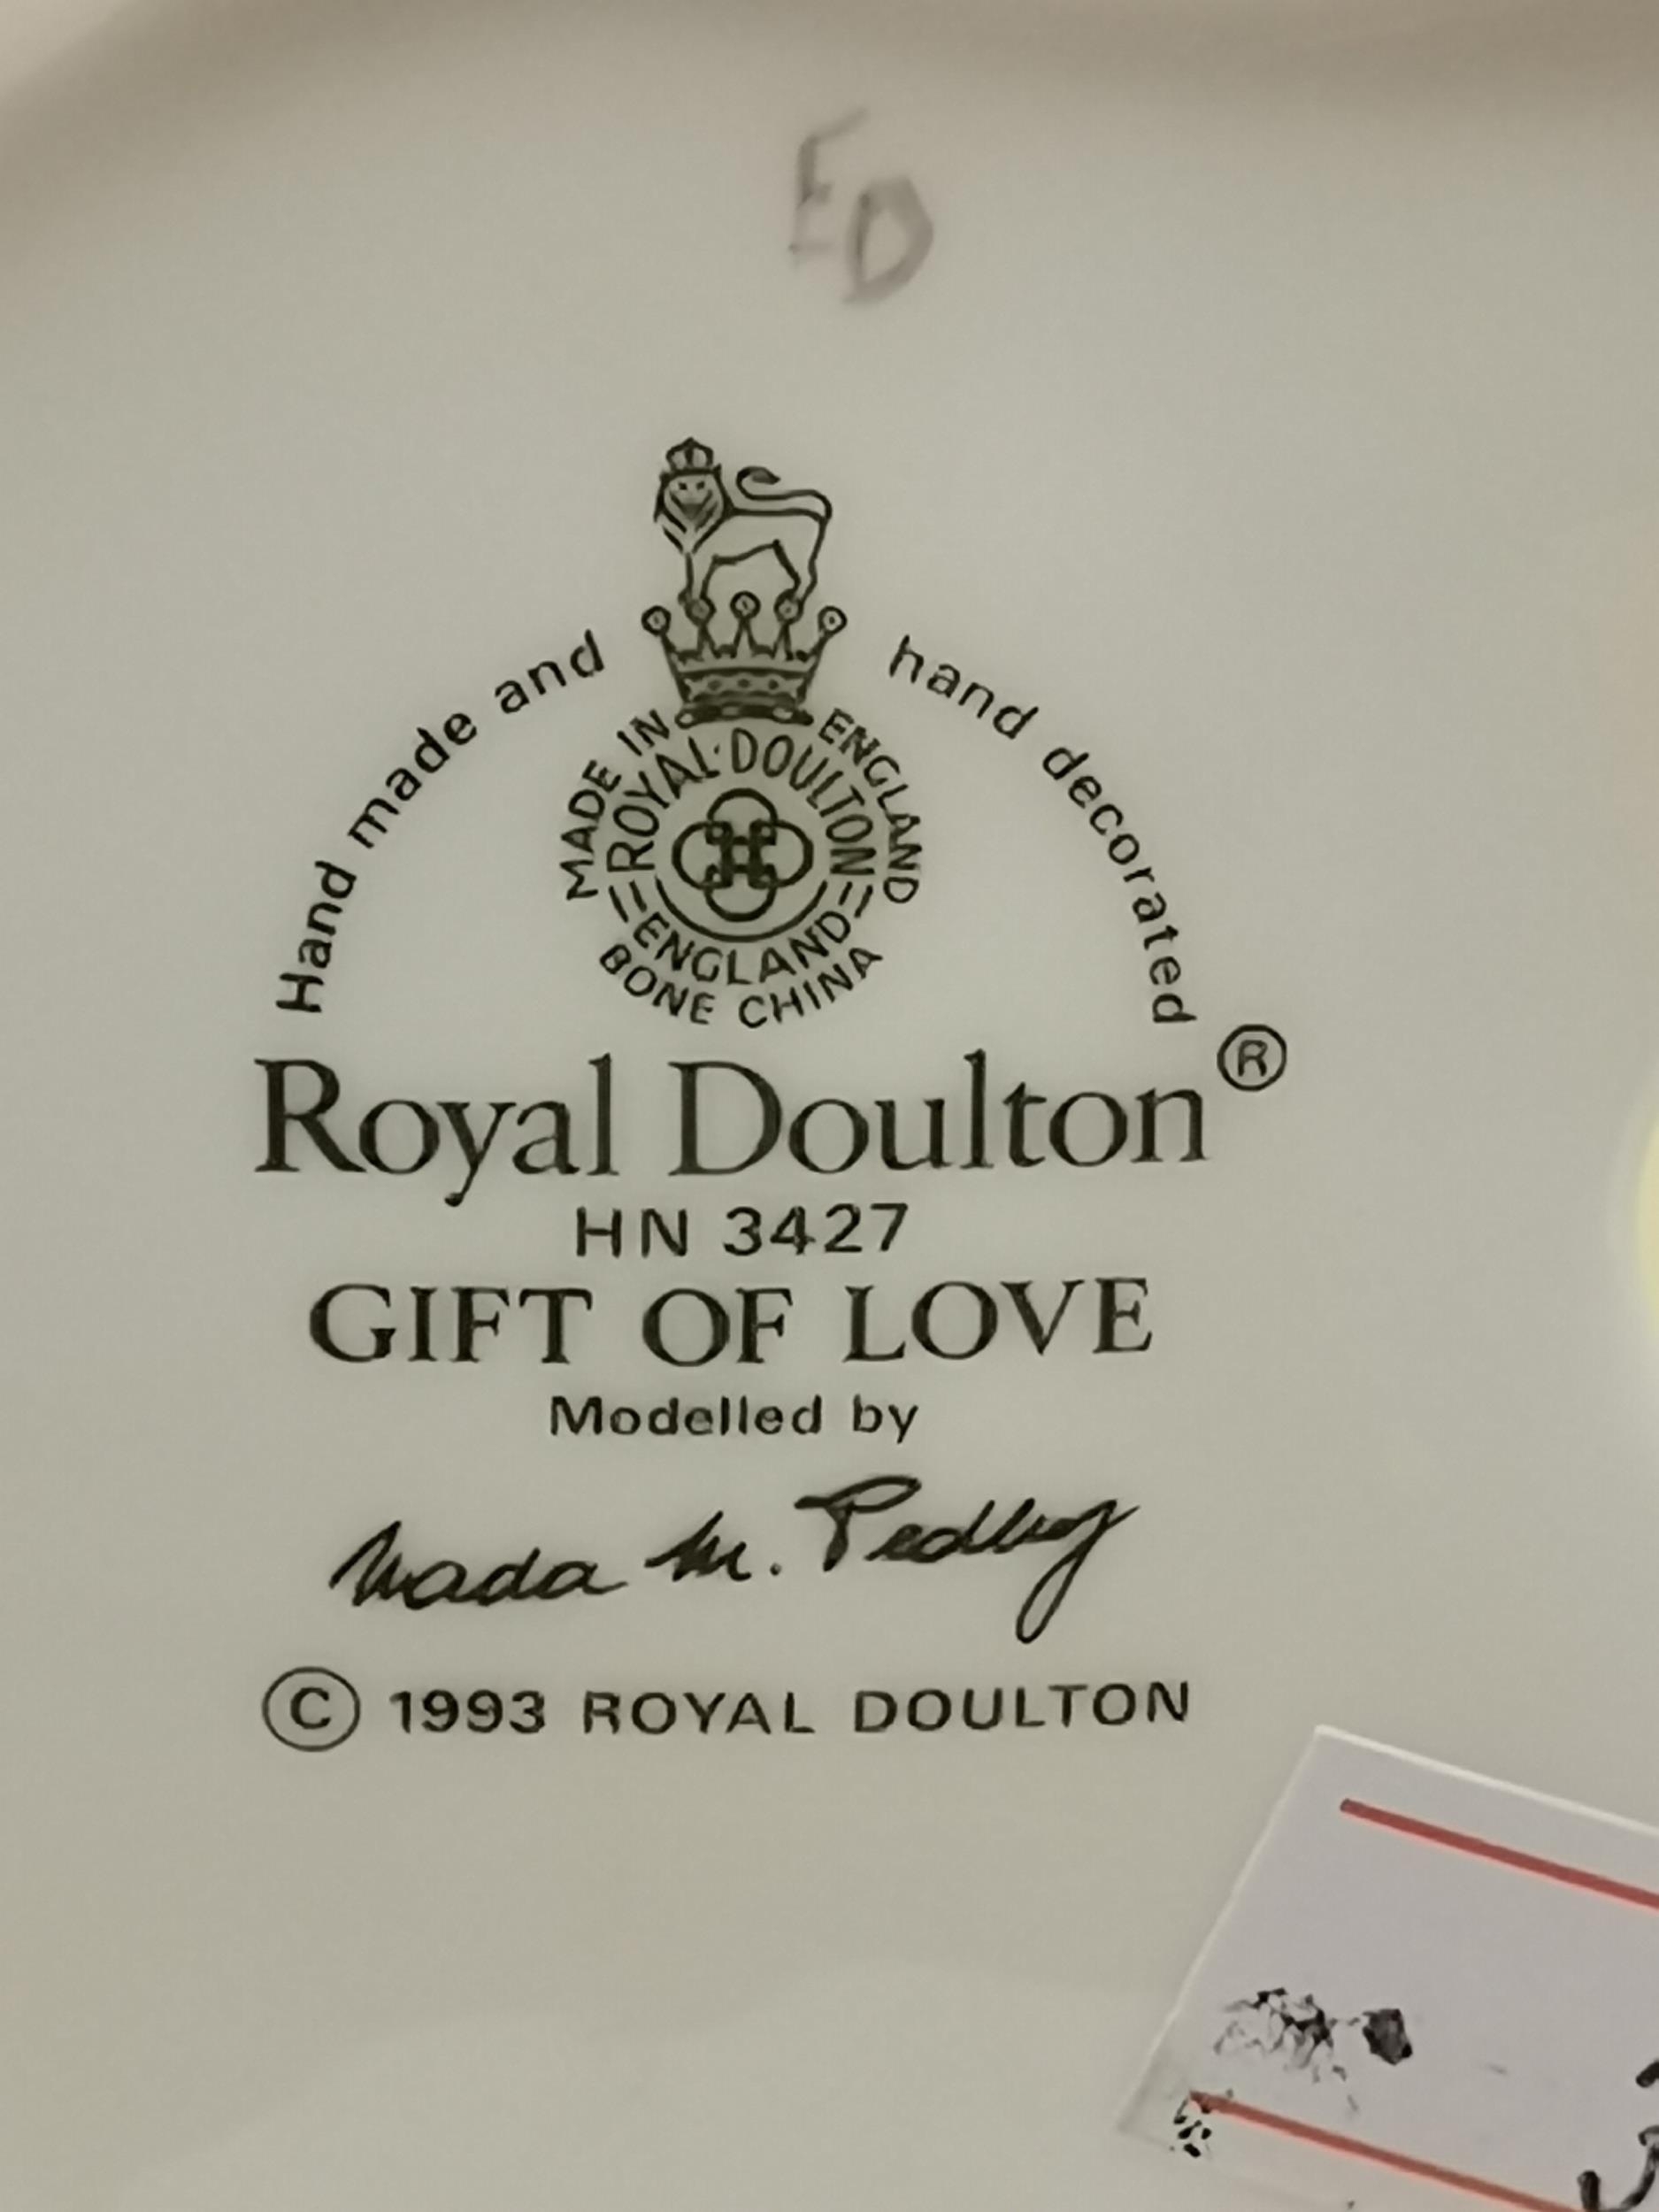 ED
Hand made and hand decorated
MADE IN ENGLAND
ROYAL·DOULTON
ENGLAND
BONE CHINA
Royal Doulton®
HN 3427
GIFT OF LOVE
Modelled by
Nada M. Pedley
© 1993 ROYAL DOULTON